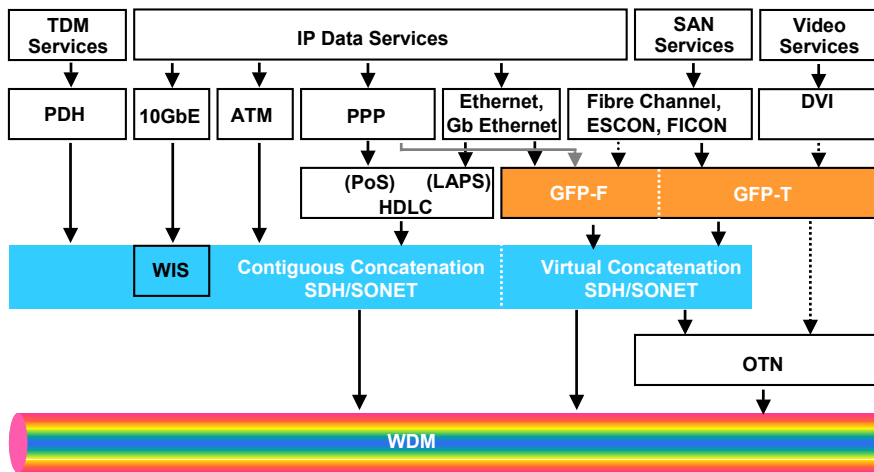 TDM
Services
IP Data Services
SAN
Services
Video
Services
PDH
10GbE
ATM
PPP
Ethernet,
Gb Ethernet
Fibre Channel,
ESCON, FICON
DVI
(PoS) (LAPS)
HDLC
GFP-F
GFP-T
WIS
Contiguous Concatenation
SDH/SONET
Virtual Concatenation
SDH/SONET
OTN
WDM